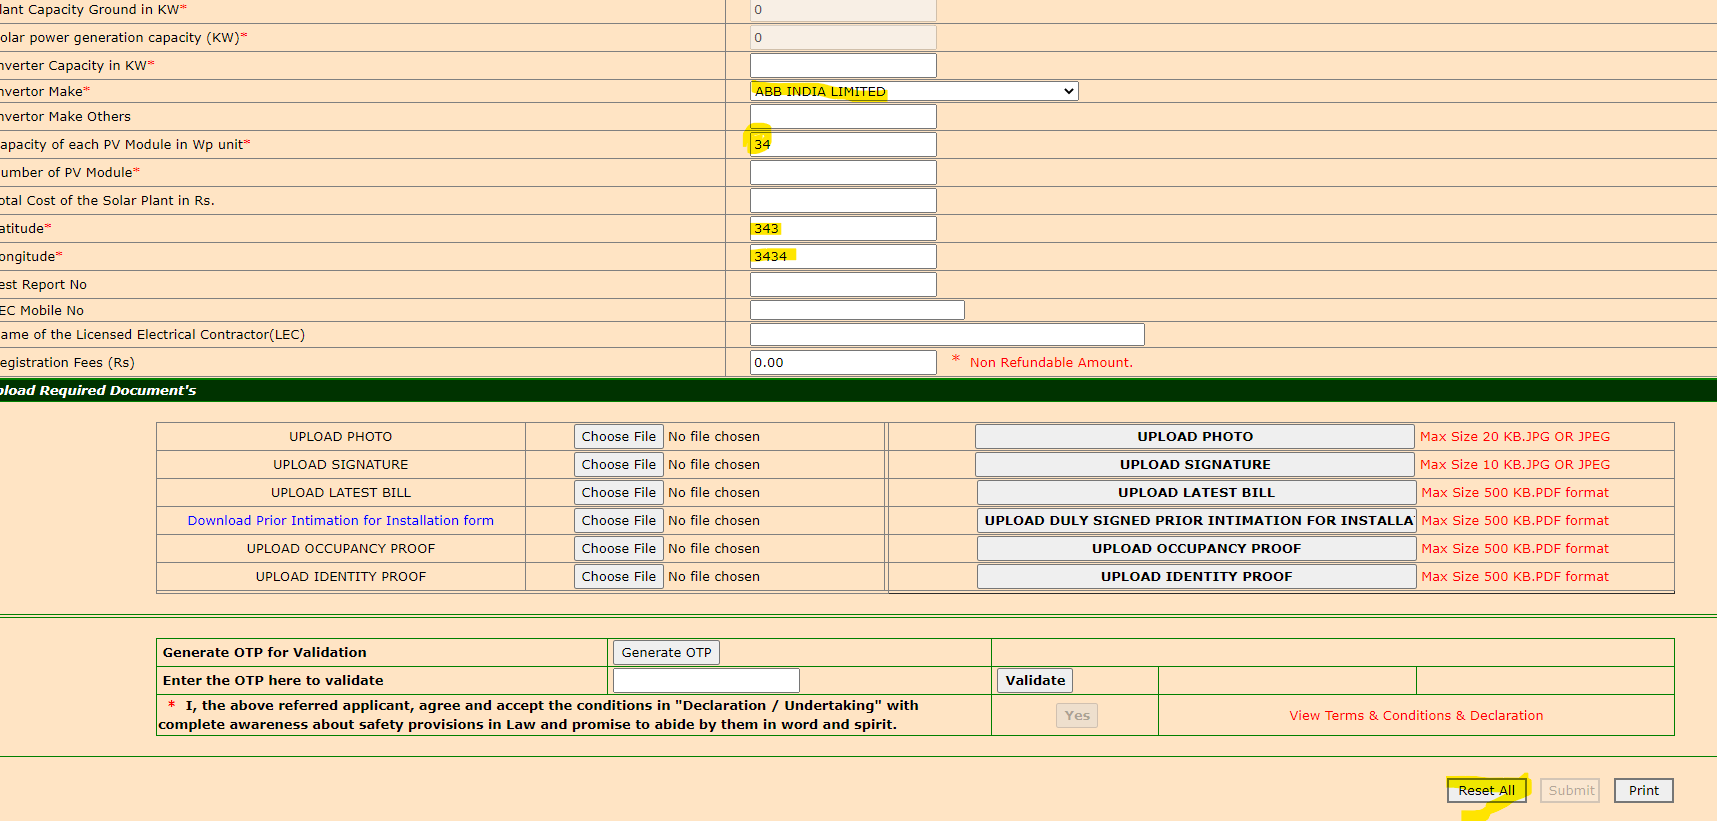 lant Capacity Ground in KW* 0
olar power generation capacity (KW)* 0
nverter Capacity in KW*
nvertor Make* ABB INDIA LIMITED
nvertor Make Others
apacity of each PV Module in Wp unit* 34
umber of PV Module*
otal Cost of the Solar Plant in Rs.
atitude* 343
ongitude* 3434
est Report No
EC Mobile No
ame of the Licensed Electrical Contractor(LEC)
egistration Fees (Rs) 0.00 * Non Refundable Amount.
pload Required Document's
UPLOAD PHOTO Choose File No file chosen UPLOAD PHOTO Max Size 20 KB.JPG OR JPEG
UPLOAD SIGNATURE Choose File No file chosen UPLOAD SIGNATURE Max Size 10 KB.JPG OR JPEG
UPLOAD LATEST BILL Choose File No file chosen UPLOAD LATEST BILL Max Size 500 KB.PDF format
Download Prior Intimation for Installation form Choose File No file chosen UPLOAD DULY SIGNED PRIOR INTIMATION FOR INSTALLA Max Size 500 KB.PDF format
UPLOAD OCCUPANCY PROOF Choose File No file chosen UPLOAD OCCUPANCY PROOF Max Size 500 KB.PDF format
UPLOAD IDENTITY PROOF Choose File No file chosen UPLOAD IDENTITY PROOF Max Size 500 KB.PDF format
Generate OTP for Validation Generate OTP
Enter the OTP here to validate Validate
* I, the above referred applicant, agree and accept the conditions in "Declaration / Undertaking" with
complete awareness about safety provisions in Law and promise to abide by them in word and spirit.
Yes View Terms & Conditions & Declaration
Reset All Submit Print